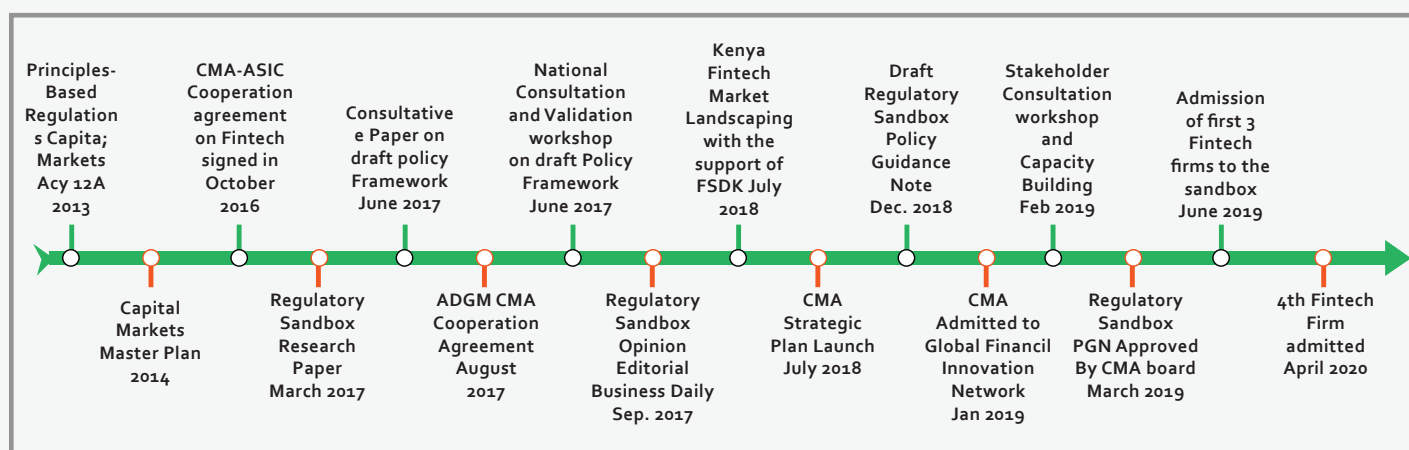 Principles-
Based
Regulation
s Capita;
Markets
Acy 12A
2013
Capital
Markets
Master Plan
2014
CMA-ASIC
Cooperation
agreement
on Fintech
signed in
October
2016
Regulatory
Sandbox
Research
Paper
March 2017
Consultative
e Paper on
draft policy
Framework
June 2017
ADGM CMA
Cooperation
Agreement
August
2017
National
Consultation
and Validation
workshop
on draft Policy
Framework
June 2017
Regulatory
Sandbox
Opinion
Editorial
Business Daily
Sep. 2017
Kenya
Fintech
Market
Landscaping
with the
support of
FSDK July
2018
CMA
Strategic
Plan Launch
July 2018
Draft
Regulatory
Sandbox
Policy
Guidance
Note
Dec. 2018
CMA
Admitted to
Global Financil
Innovation
Network
Jan 2019
Stakeholder
Consultation
workshop
and
Capacity
Building
Feb 2019
Regulatory
Sandbox
PGN Approved
By CMA board
March 2019
Admission
of first 3
Fintech
firms to the
sandbox
June 2019
4th Fintech
Firm
admitted
April 2020